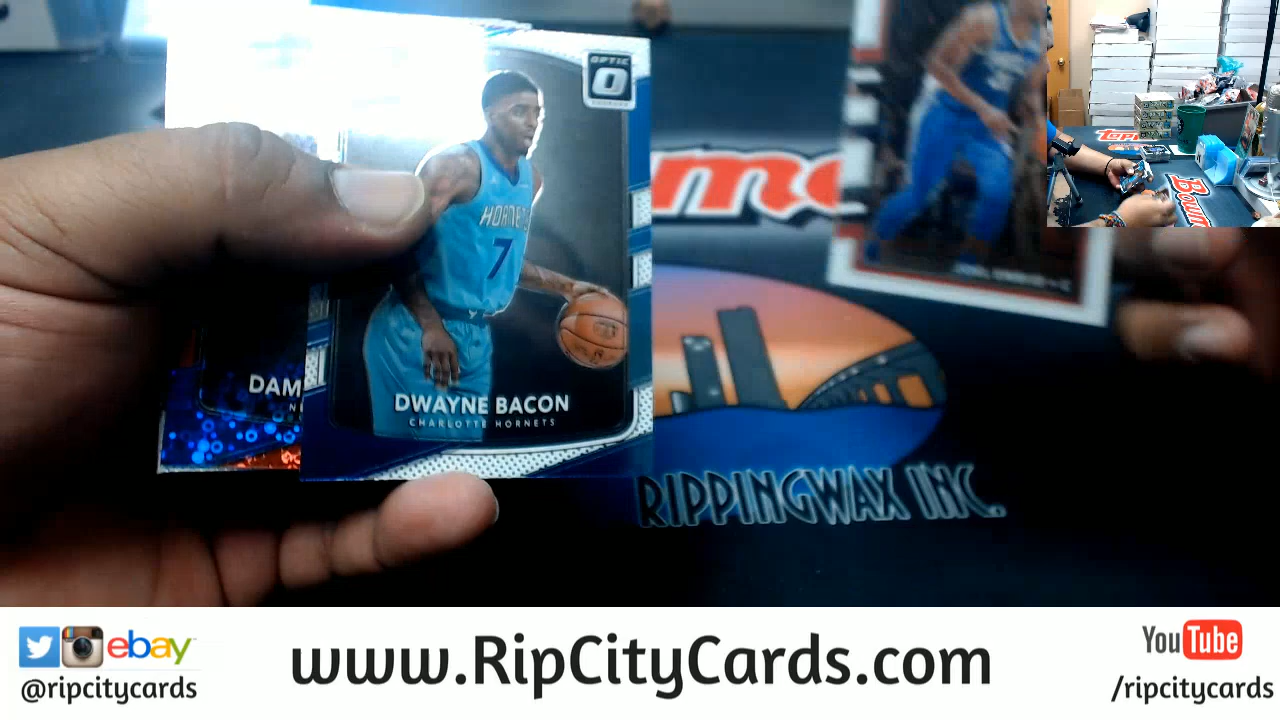 OPTIC
HORNETS
7
DAM
N
DWAYNE BACON
CHARLOTTE HORNETS
RIPPINGWAX INC.
ebay
@ripcitycards
www.RipCityCards.com
YouTube
/ripcitycards